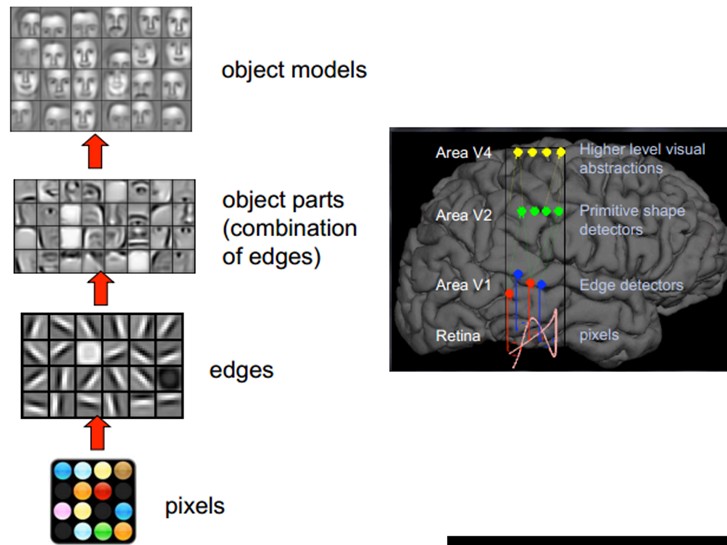 object models
object parts
(combination
of edges)
edges
pixels
Area V4
Higher level visual
abstractions
Area V2
Primitive shape
detectors
Area V1
Edge detectors
Retina
pixels